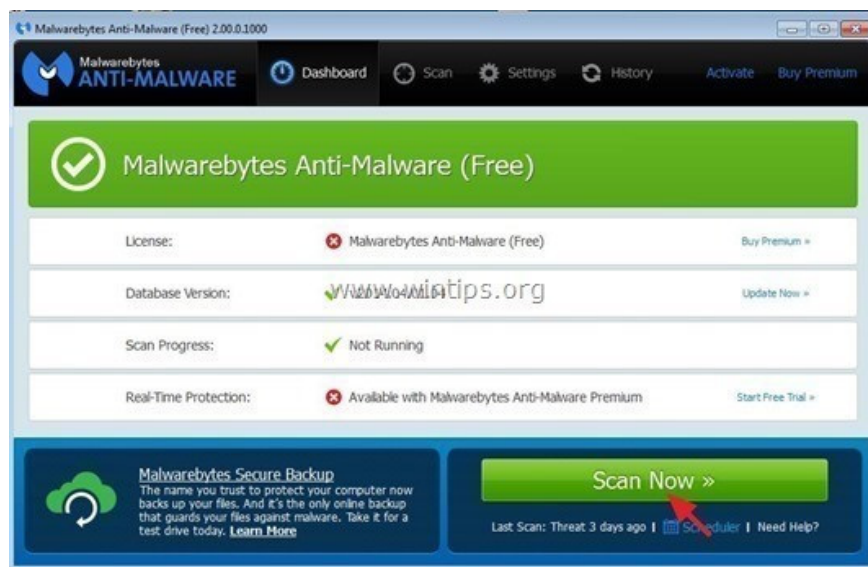 Malwarebytes Anti-Malware (Free) 2.00.0.1000
Malwarebytes
ANTI-MALWARE
Dashboard Scan Settings History Activate Buy Premium
Malwarebytes Anti-Malware (Free)
License: Malwarebytes Anti-Malware (Free) Buy Premium »
Database Version: Update Now »
www.wintips.org
Scan Progress: Not Running
Real-Time Protection: Available with Malwarebytes Anti-Malware Premium Start Free Trial »
Malwarebytes Secure Backup
The name you trust to protect your computer now
backs up your files. And it's the only online backup
that guards your files against malware. Take it for a
test drive today. Learn More
Scan Now »
Last Scan: Threat 3 days ago | Scheduler | Need Help?